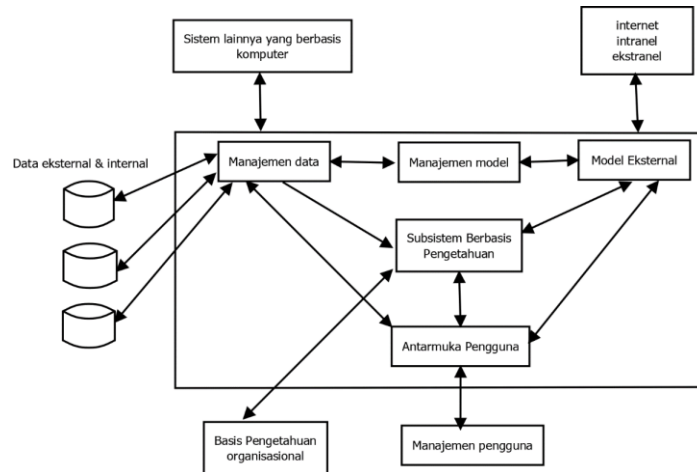 Sistem lainnya yang berbasis
komputer
internet
intranel
ekstranel
Data eksternal & internal
Manajemen data
Manajemen model
Model Eksternal
Subsistem Berbasis
Pengetahuan
Antarmuka Pengguna
Basis Pengetahuan
organisasional
Manajemen pengguna